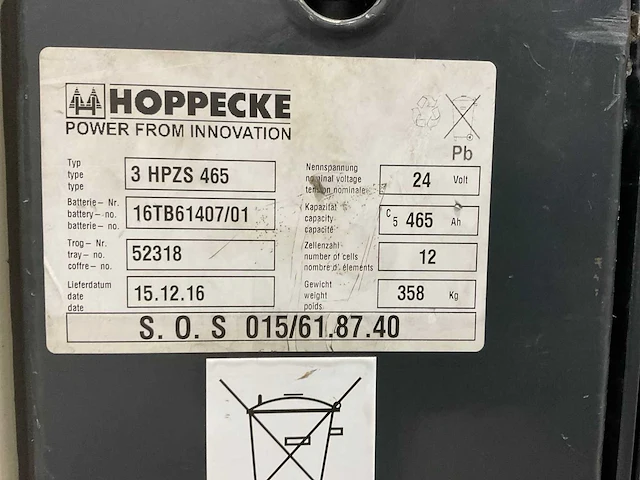 HOPPECKE
POWER FROM INNOVATION
Pb
Typ
type
type
3 HPZS 465
Nennspannung
nominal voltage
tension nominale
24 Volt
Batterie- Nr.
battery- no.
batterie- no.
16TB61407/01
Kapazität
capacity
capacité
C5 465 Ah
Trog- Nr.
tray- no.
coffre- no.
52318
Zellenzahl
number of cells
nombre d'éléments
12
Lieferdatum
date
date
15.12.16
Gewicht
weight
poids
358 Kg
S. O. S 015/61.87.40